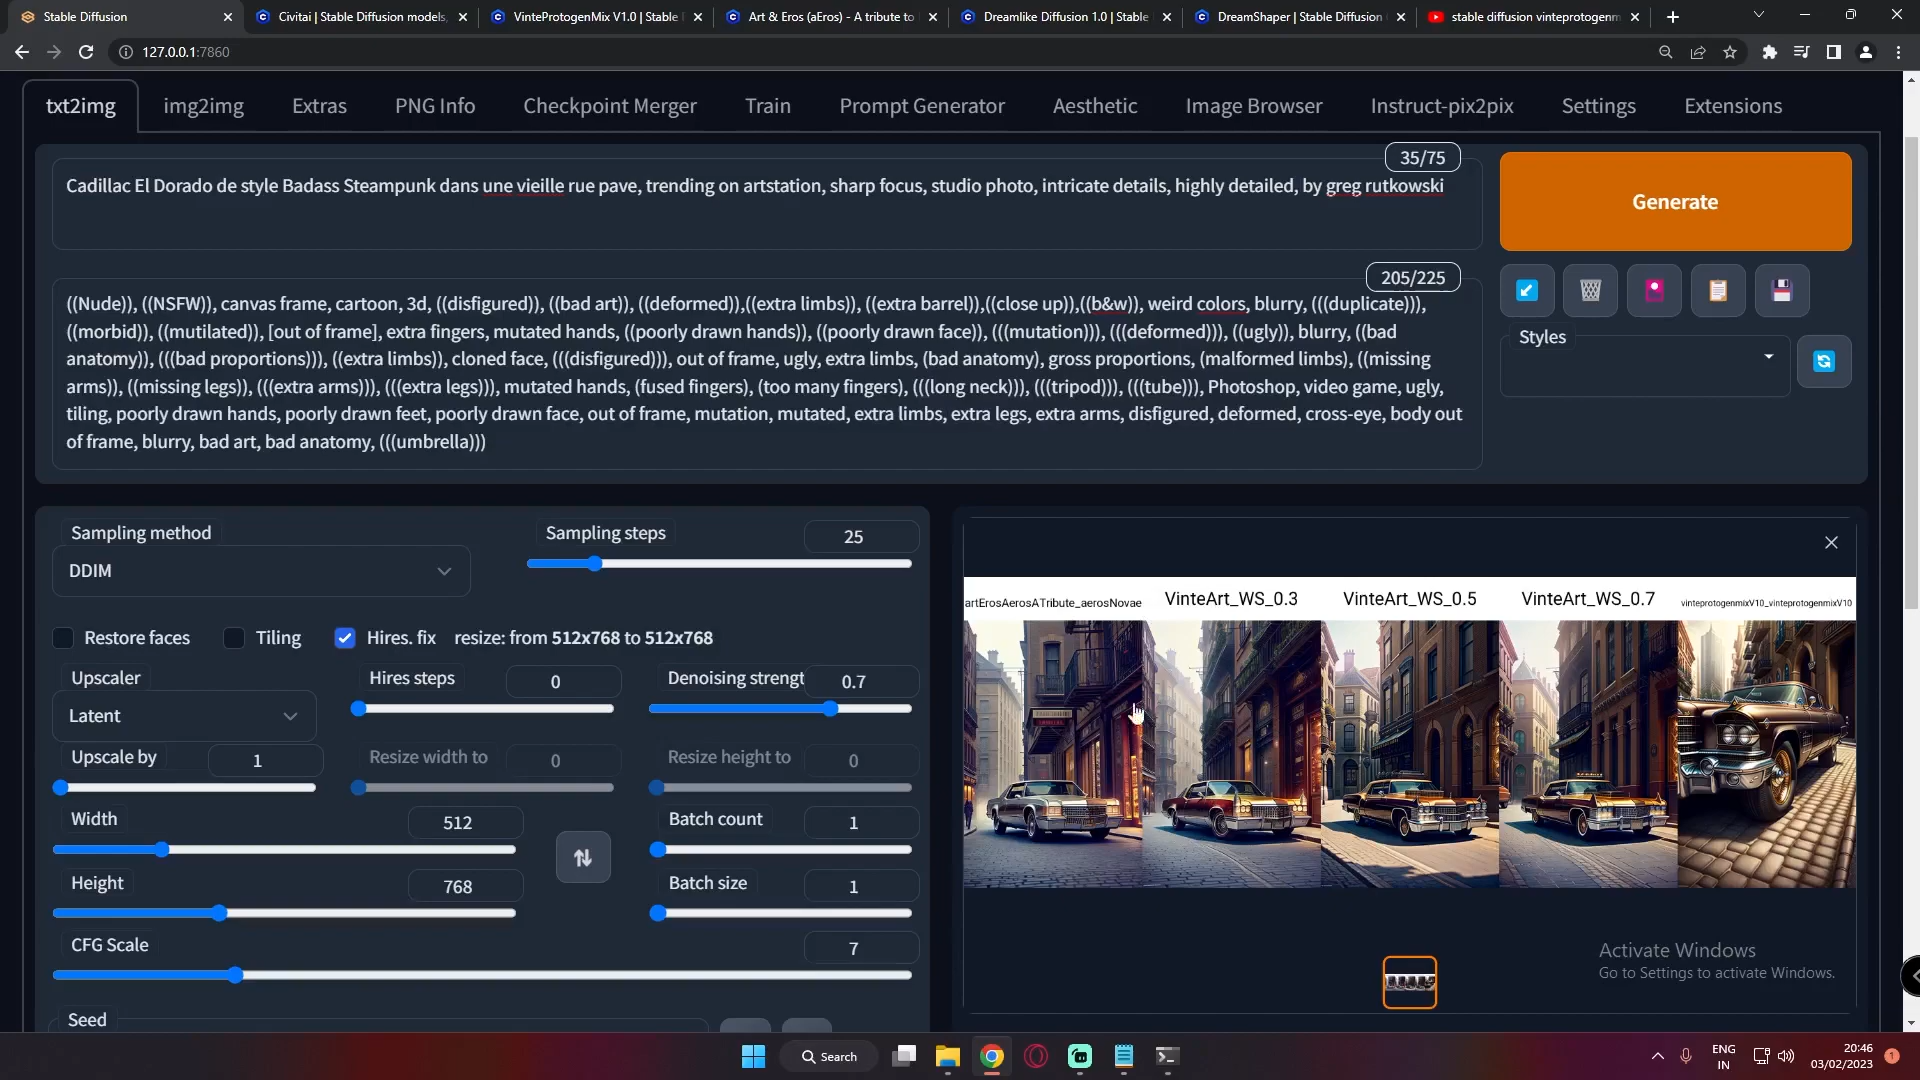 Stable Diffusion
Civitai | Stable Diffusion models,
VinteProtogenMix V1.0 | Stable
Art & Eros (aEros) - A tribute to
Dreamlike Diffusion 1.0 | Stable
DreamShaper | Stable Diffusion
stable diffusion vinteprotogenm
127.0.0.1:7860
txt2img
img2img
Extras
PNG Info
Checkpoint Merger
Train
Prompt Generator
Aesthetic
Image Browser
Instruct-pix2pix
Settings
Extensions
35/75
Cadillac El Dorado de style Badass Steampunk dans une vieille rue pave, trending on artstation, sharp focus, studio photo, intricate details, highly detailed, by greg rutkowski
Generate
205/225
((Nude)), ((NSFW)), canvas frame, cartoon, 3d, ((disfigured)), ((bad art)), ((deformed)),((extra limbs)), ((extra barrel)),((close up)),((b&w)), weird colors, blurry, (((duplicate))),
((morbid)), ((mutilated)), [out of frame], extra fingers, mutated hands, ((poorly drawn hands)), ((poorly drawn face)), (((mutation))), (((deformed))), ((ugly)), blurry, ((bad
anatomy)), (((bad proportions))), ((extra limbs)), cloned face, (((disfigured))), out of frame, ugly, extra limbs, (bad anatomy), gross proportions, (malformed limbs), ((missing
arms)), ((missing legs)), (((extra arms))), (((extra legs))), mutated hands, (fused fingers), (too many fingers), (((long neck))), (((tripod))), (((tube))), Photoshop, video game, ugly,
tiling, poorly drawn hands, poorly drawn feet, poorly drawn face, out of frame, mutation, mutated, extra limbs, extra legs, extra arms, disfigured, deformed, cross-eye, body out
of frame, blurry, bad art, bad anatomy, (((umbrella)))
Styles
Sampling method
DDIM
Sampling steps
25
Restore faces
Tiling
Hires. fix
resize: from 512x768 to 512x768
Upscaler
Latent
Hires steps
0
Denoising strengt
0.7
Upscale by
1
Resize width to
0
Resize height to
0
Width
512
Batch count
1
Height
768
Batch size
1
CFG Scale
7
Seed
artErosAerosATribute_aerosNovae
VinteArt_WS_0.3
VinteArt_WS_0.5
VinteArt_WS_0.7
vinteprotogenmixV10_vinteprotogenmixV10
Activate Windows
Go to Settings to activate Windows.
Search
ENG
IN
20:46
03/02/2023
1